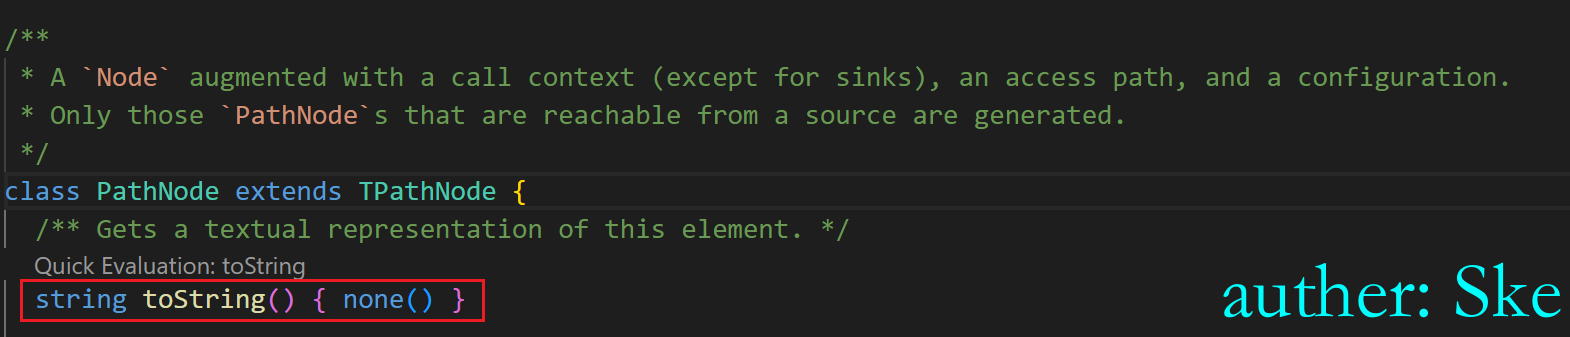 /**
* A `Node` augmented with a call context (except for sinks), an access path, and a configuration.
* Only those `PathNode`s that are reachable from a source are generated.
*/
class PathNode extends TPathNode {
/** Gets a textual representation of this element. */
Quick Evaluation: toString
string toString() { none() }
auther: Ske